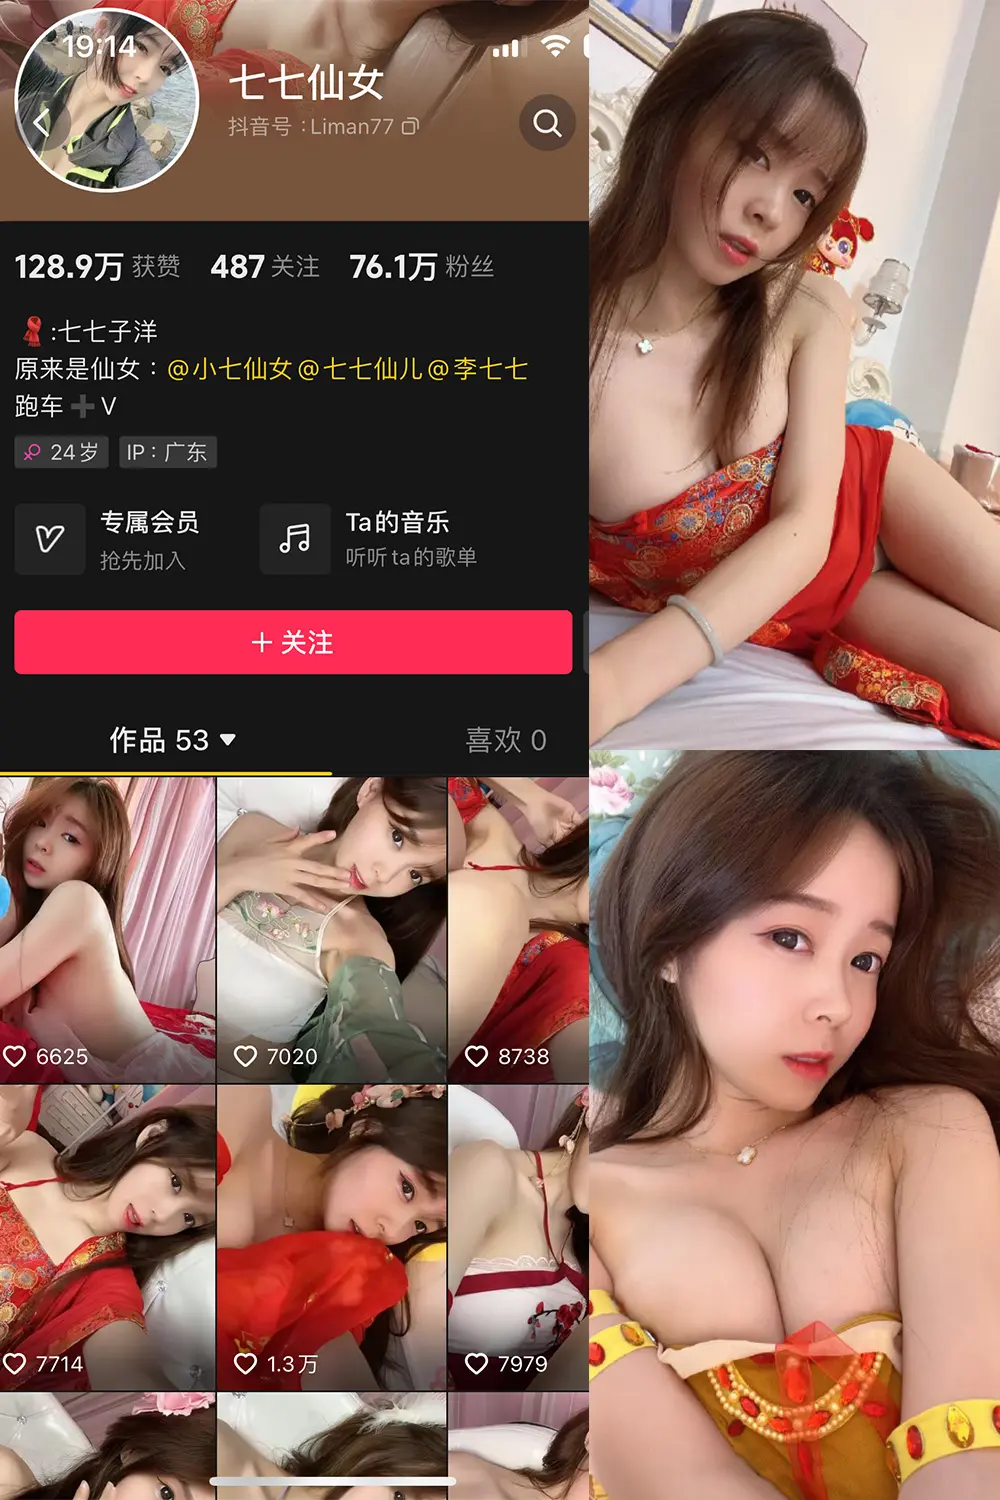 19:14
七七仙女
抖音号：Liman77
128.9万 获赞 487 关注 76.1万 粉丝
:七七子洋
原来是仙女：@小七仙女@七七仙儿@李七七
跑车➕V
24岁 IP：广东
专属会员
抢先加入
Ta的音乐
听听ta的歌单
+ 关注
作品 53
喜欢 0
6625
7020
8738
7714
1.3万
7979